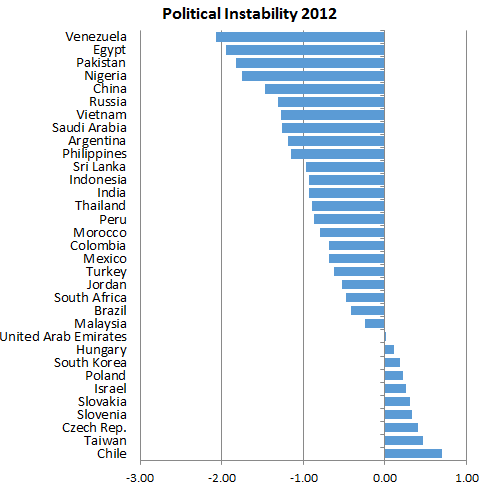 Political Instability 2012
Venezuela
Egypt
Pakistan
Nigeria
China
Russia
Vietnam
Saudi Arabia
Argentina
Philippines
Sri Lanka
Indonesia
India
Thailand
Peru
Morocco
Colombia
Mexico
Turkey
Jordan
South Africa
Brazil
Malaysia
United Arab Emirates
Hungary
South Korea
Poland
Israel
Slovakia
Slovenia
Czech Rep.
Taiwan
Chile
-3.00 -2.00 -1.00 0.00 1.00